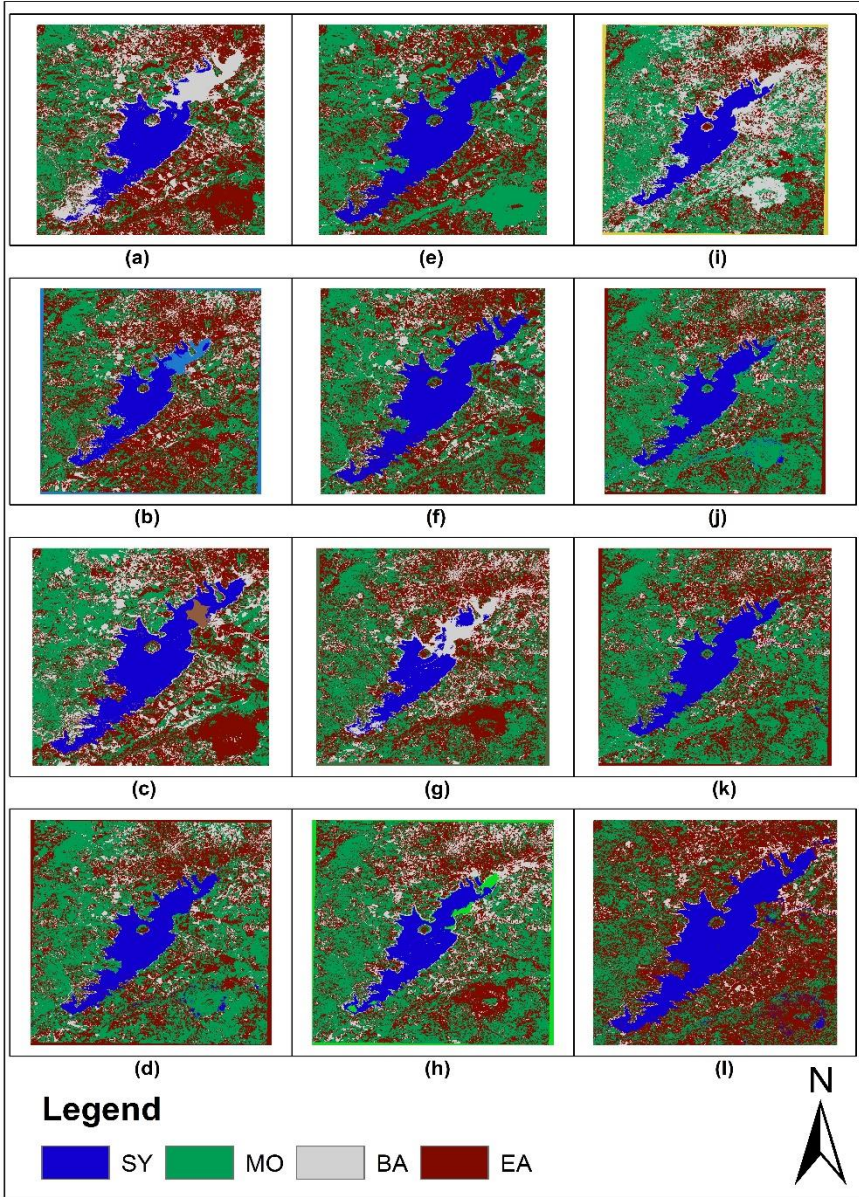 (a) (e) (i)
(b) (f) (j)
(c) (g) (k)
(d) (h) (l)
N
Legend
SY MO BA EA